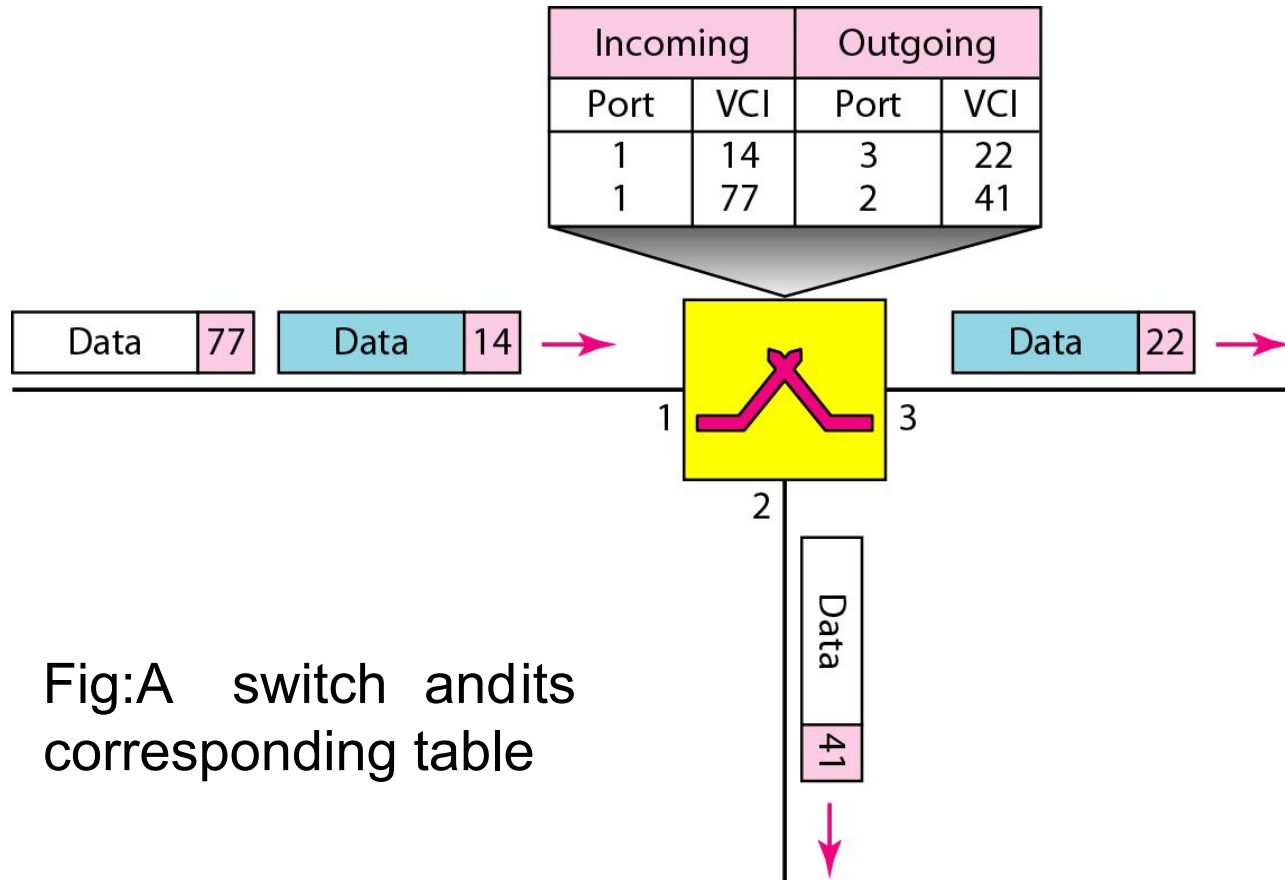 Incoming Outgoing
Port VCI Port VCI
1 14 3 22
1 77 2 41
Data 77 Data 14 Data 22
1 3
2
Data 41
Fig:A switch andits
corresponding table